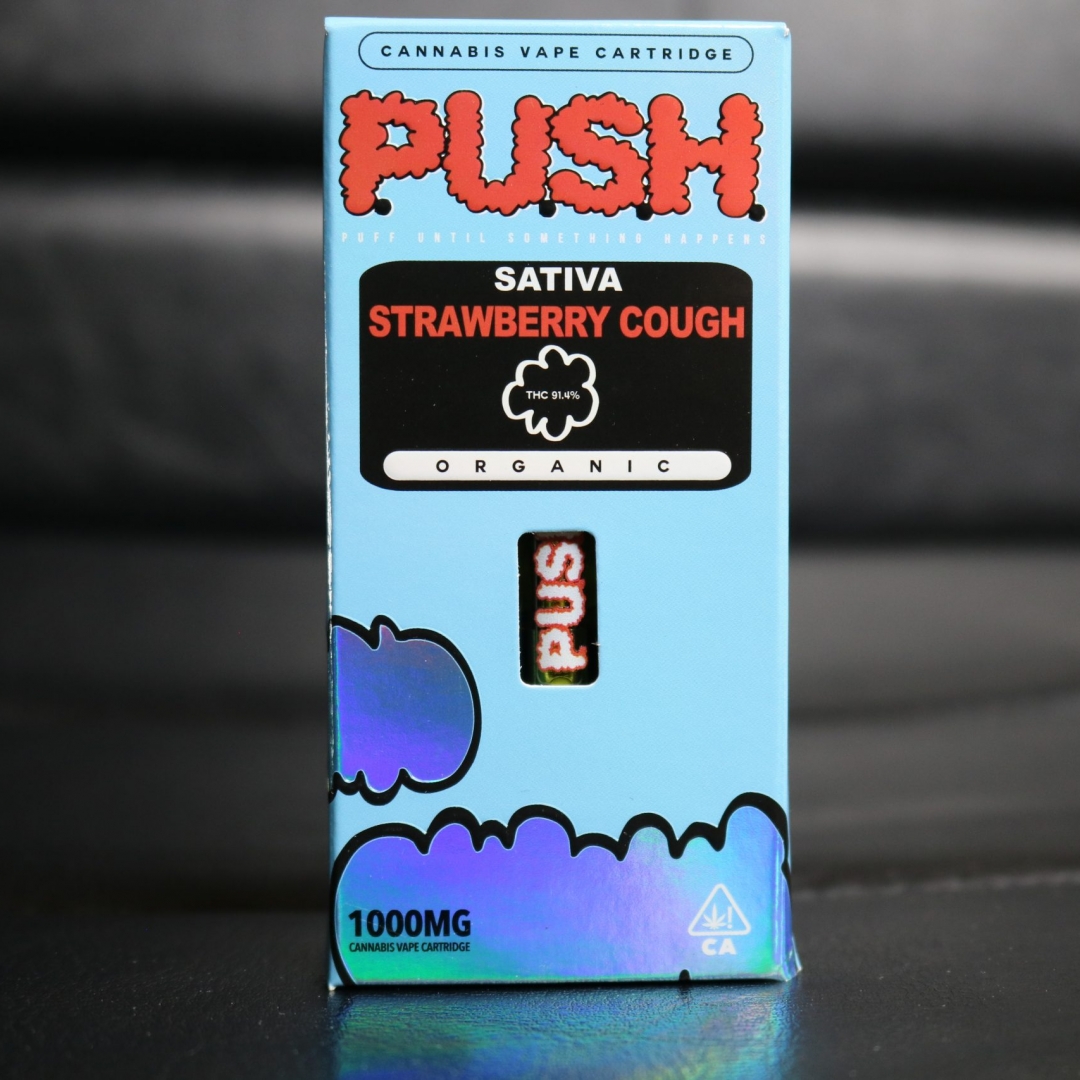 CANNABIS VAPE CARTRIDGE
P.U.S.H.
PUFF UNTIL SOMETHING HAPPENS
SATIVA
STRAWBERRY COUGH
THC 91.4%
ORGANIC
PUS
1000MG
CANNABIS VAPE CARTRIDGE
!
CA